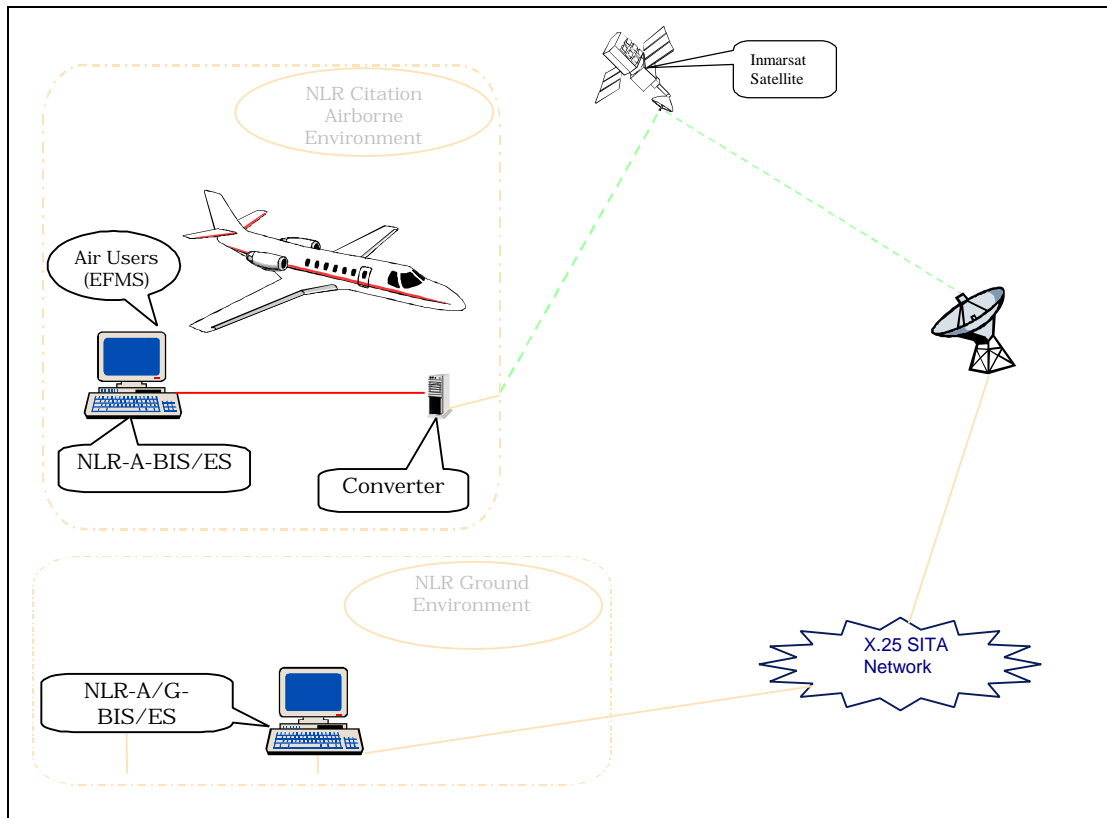 Inmarsat
Satellite
NLR Citation
Airborne
Environment
Air Users
(EFMS)
NLR-A-BIS/ES
Converter
NLR Ground
Environment
X.25 SITA
Network
NLR-A/G-
BIS/ES